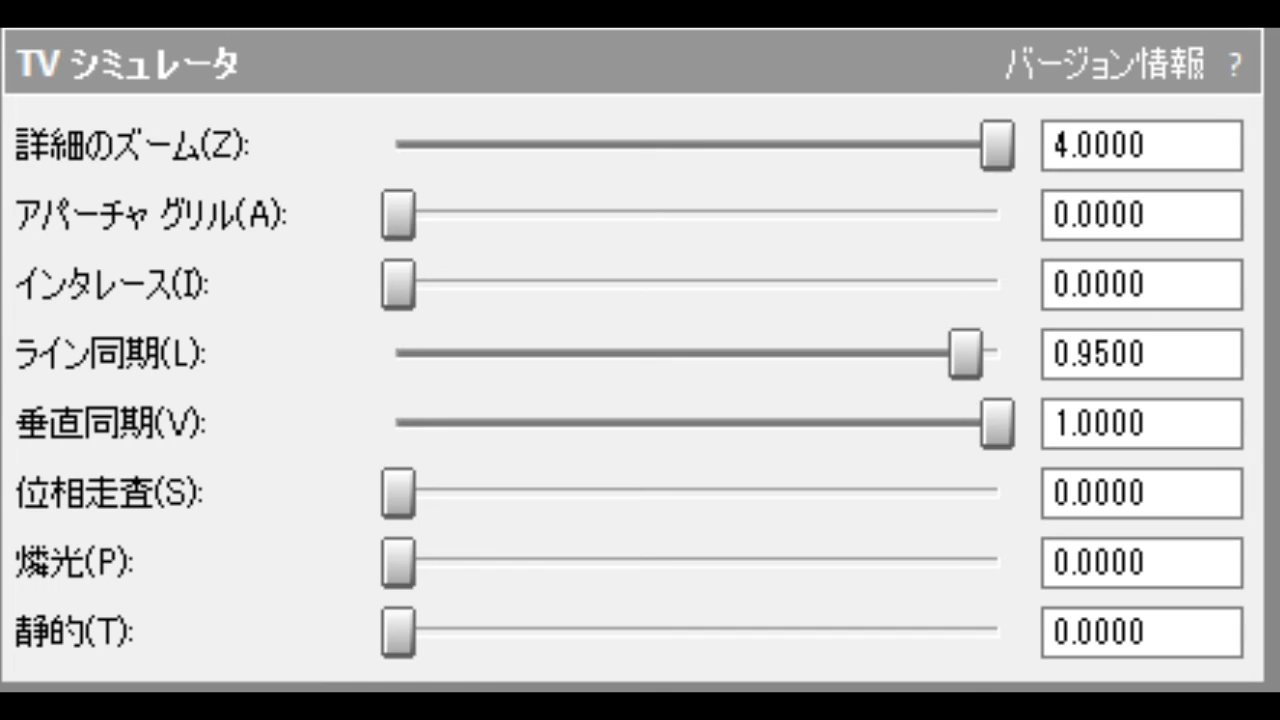 TV シミュレータ バージョン情報 ?
詳細のズーム(Z): 4.0000
アパーチャ グリル(A): 0.0000
インタレース(I): 0.0000
ライン同期(L): 0.9500
垂直同期(V): 1.0000
位相走査(S): 0.0000
燐光(P): 0.0000
静的(T): 0.0000